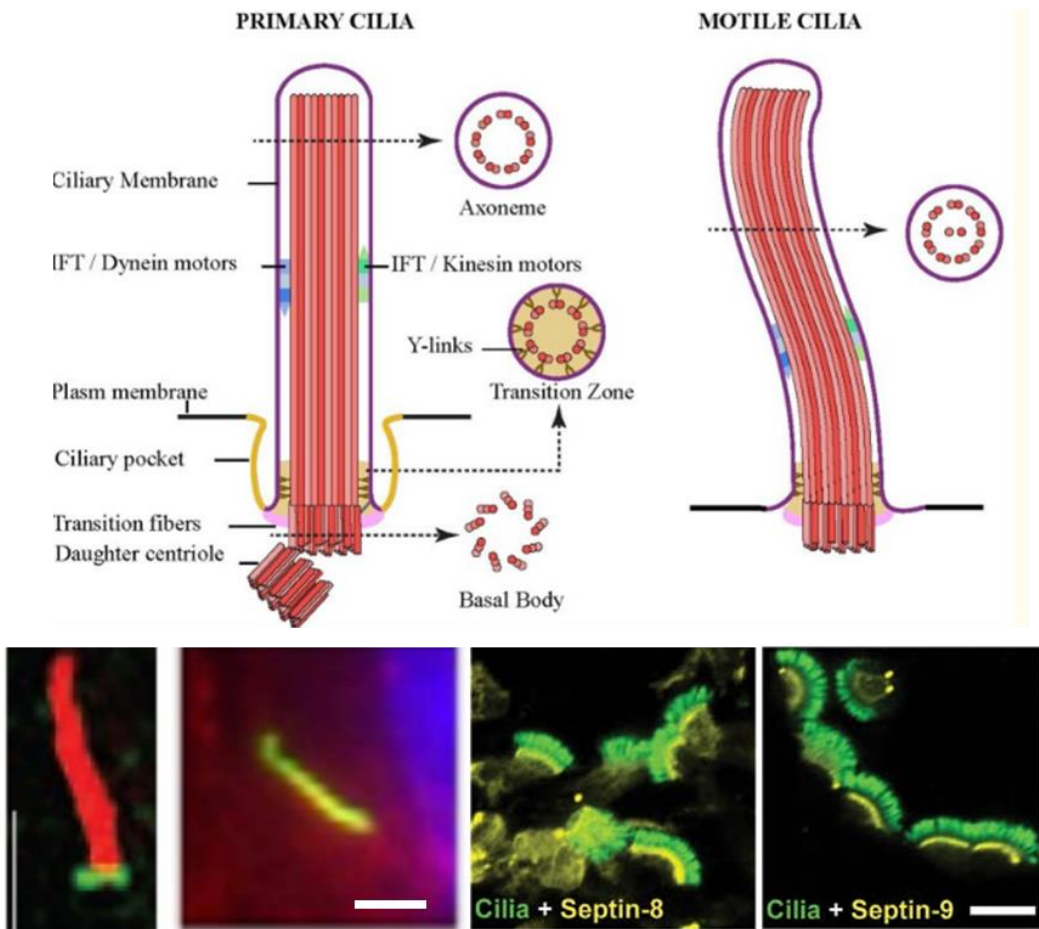 PRIMARY CILIA
MOTILE CILIA
Ciliary Membrane
Axoneme
IFT / Dynein motors
IFT / Kinesin motors
Y-links
Plasm membrane
Transition Zone
Ciliary pocket
Transition fibers
Daughter centriole
Basal Body
Cilia + Septin-8
Cilia + Septin-9